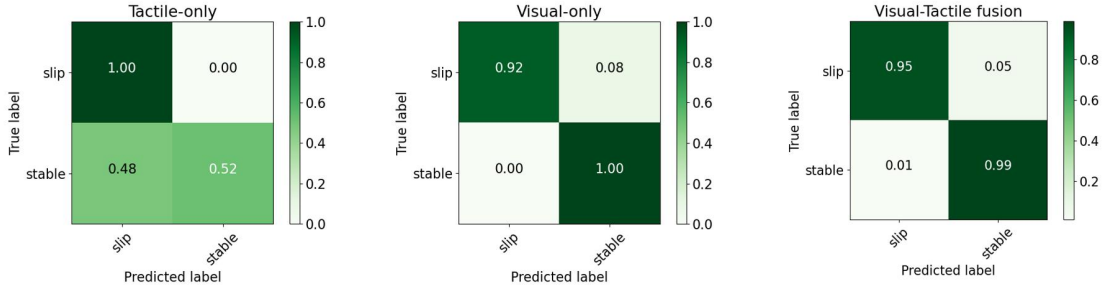 Tactile-only
True label
slip
stable
1.00 0.00
0.48 0.52
slip
stable
Predicted label
1.0
0.8
0.6
0.4
0.2
0.0
Visual-only
True label
slip
stable
0.92 0.08
0.00 1.00
slip
stable
Predicted label
1.0
0.8
0.6
0.4
0.2
0.0
Visual-Tactile fusion
True label
slip
stable
0.95 0.05
0.01 0.99
slip
stable
Predicted label
0.8
0.6
0.4
0.2